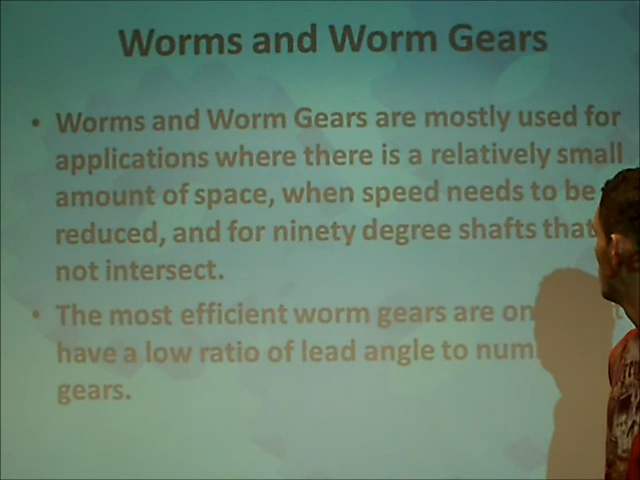 Worms and Worm Gears
• Worms and Worm Gears are mostly used for
applications where there is a relatively small
amount of space, when speed needs to be
reduced, and for ninety degree shafts that
not intersect.
• The most efficient worm gears are
have a low ratio of lead angle to
gears.